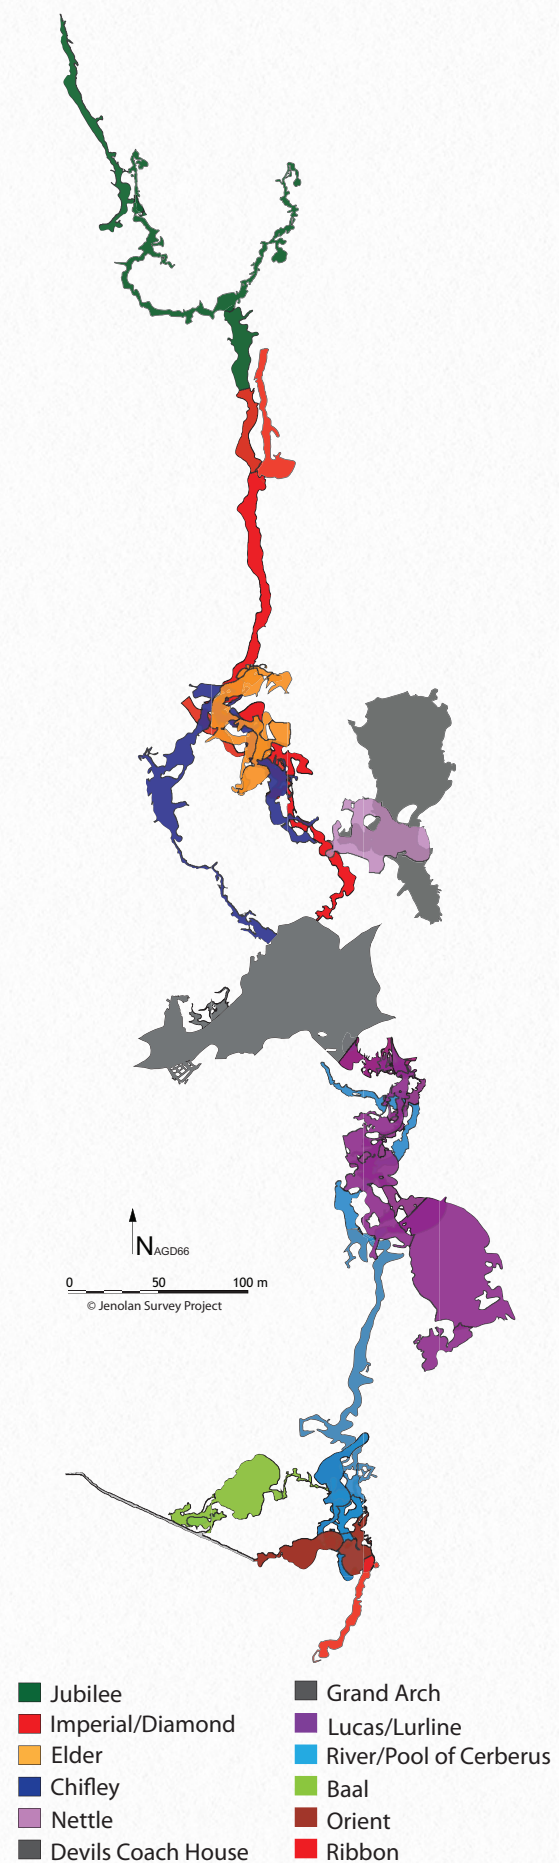 N AGD66
0 50 100 m
© Jenolan Survey Project
Jubilee
Imperial/Diamond
Elder
Chifley
Nettle
Devils Coach House
Grand Arch
Lucas/Lurline
River/Pool of Cerberus
Baal
Orient
Ribbon